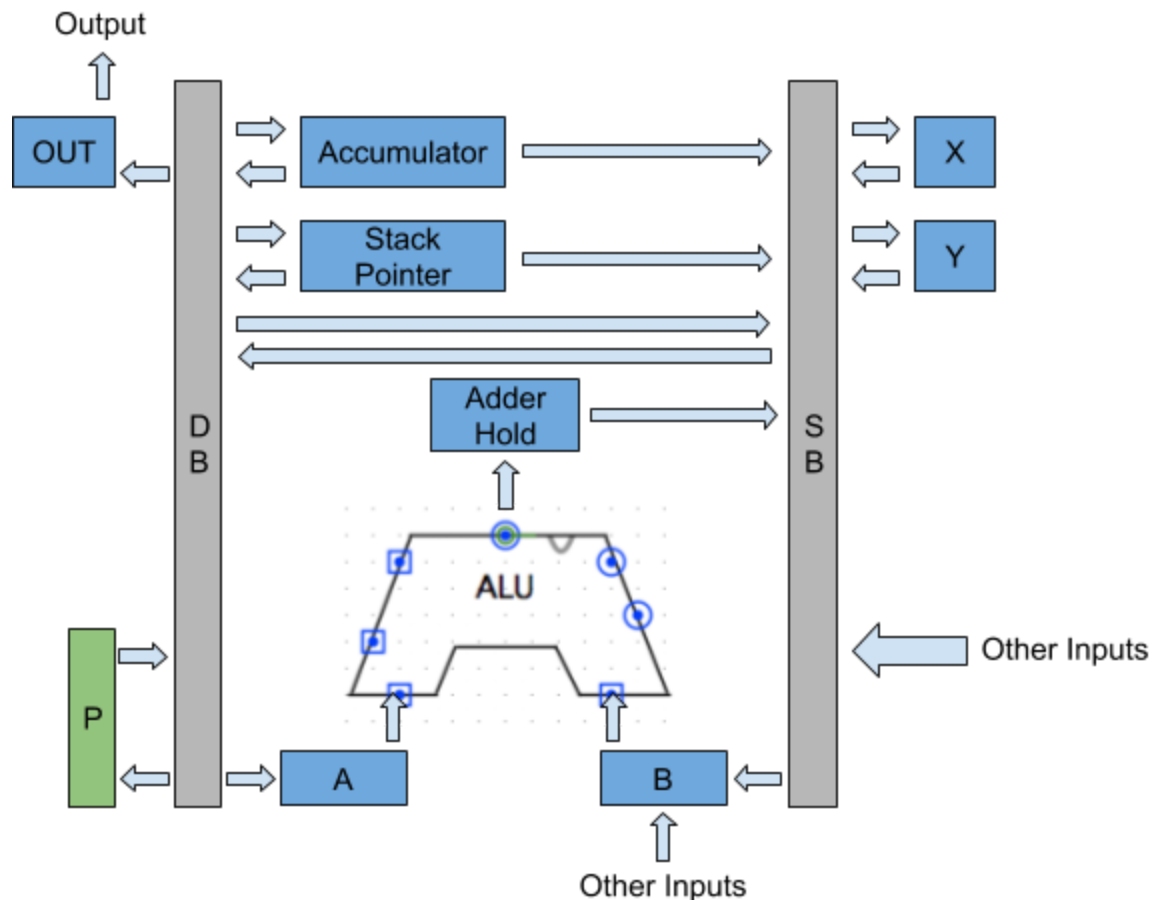 Output
OUT
Accumulator
X
Stack
Pointer
Y
Adder
Hold
D
B
S
B
ALU
Other Inputs
P
A
B
Other Inputs